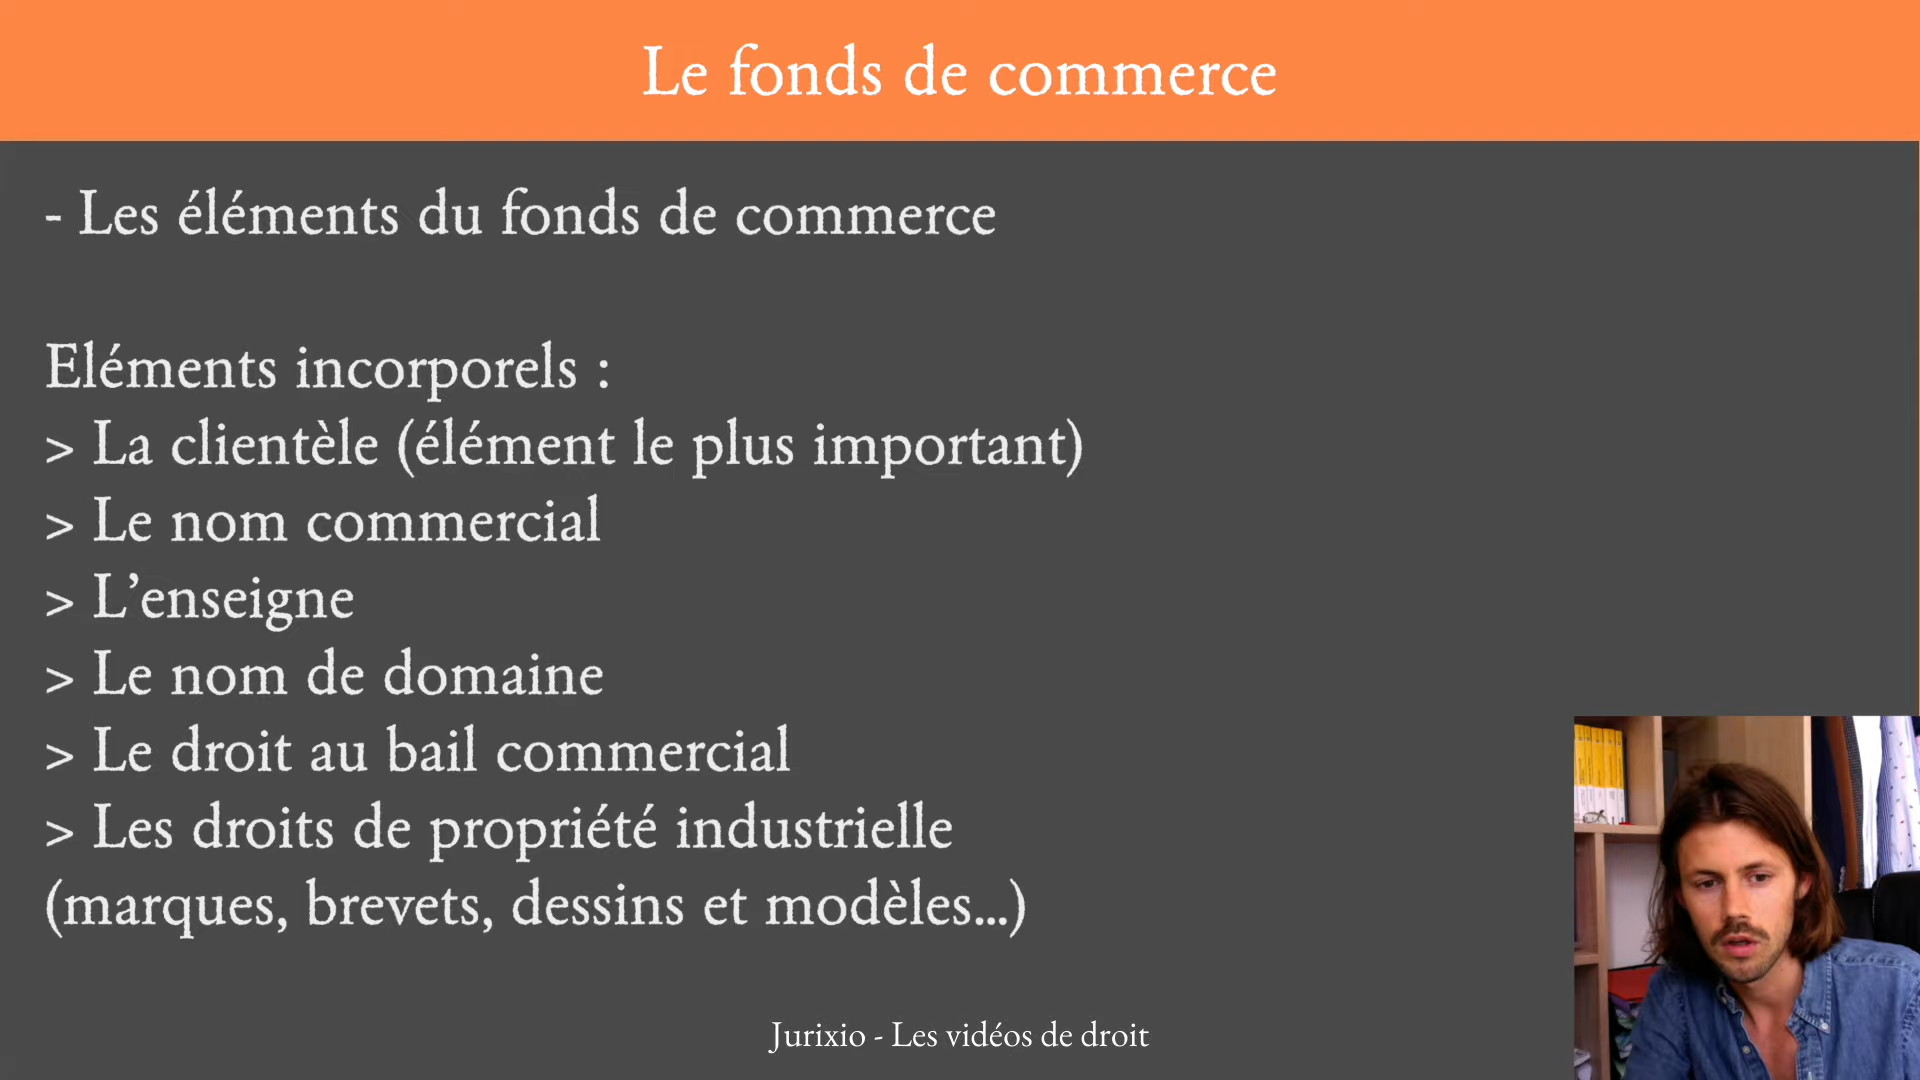 Le fonds de commerce
- Les éléments du fonds de commerce
Eléments incorporels :
> La clientèle (élément le plus important)
> Le nom commercial
> L’enseigne
> Le nom de domaine
> Le droit au bail commercial
> Les droits de propriété industrielle
(marques, brevets, dessins et modèles...)
Jurixio - Les vidéos de droit